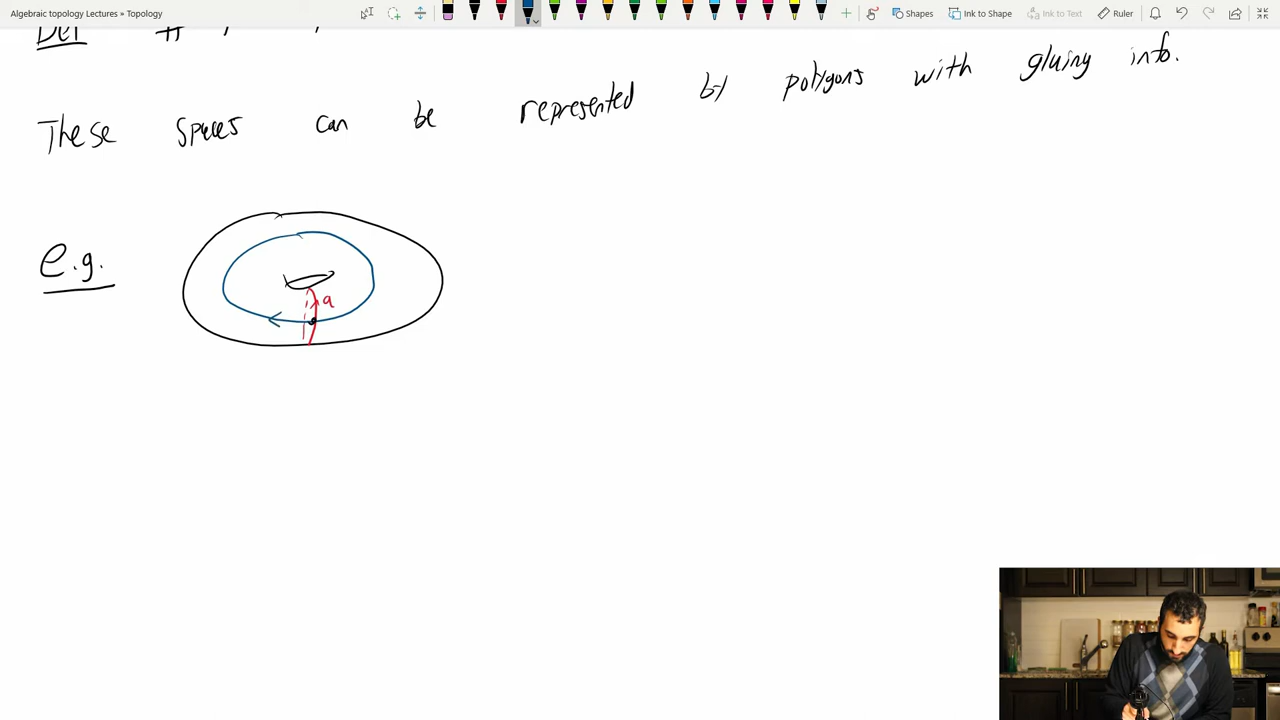 Algebraic topology Lectures » Topology
Shapes Ink to Shape Ink to Text Ruler
Def #
These spaces can be represented by polygons with gluing info.
e.g.
a